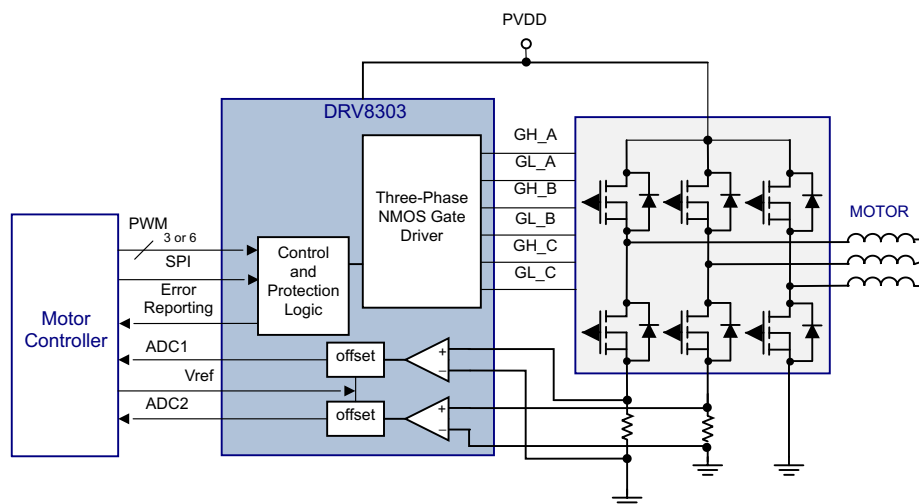 PVDD
DRV8303
GH_A
GL_A
GH_B
GL_B
GH_C
GL_C
Three-Phase
NMOS Gate
Driver
MOTOR
PWM
3 or 6
SPI
Error
Reporting
Control
and
Protection
Logic
Motor
Controller
ADC1
Vref
ADC2
offset
offset
+
−
+
−